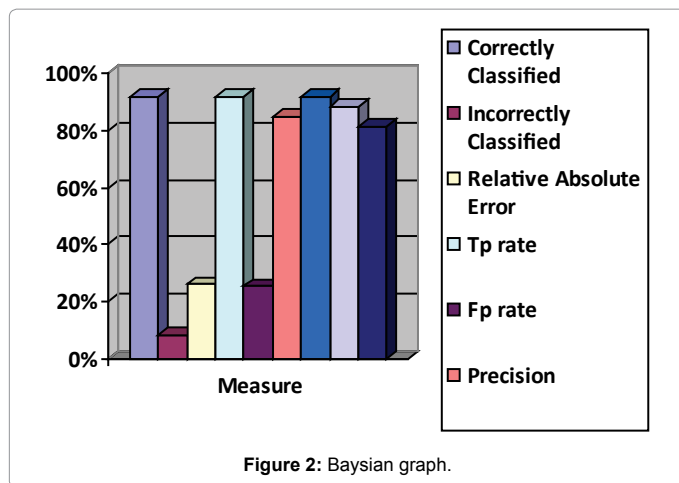 100%
80%
60%
40%
20%
0%
Measure
Correctly
Classified
Incorrectly
Classified
Relative Absolute
Error
Tp rate
Fp rate
Precision
Figure 2: Baysian graph.